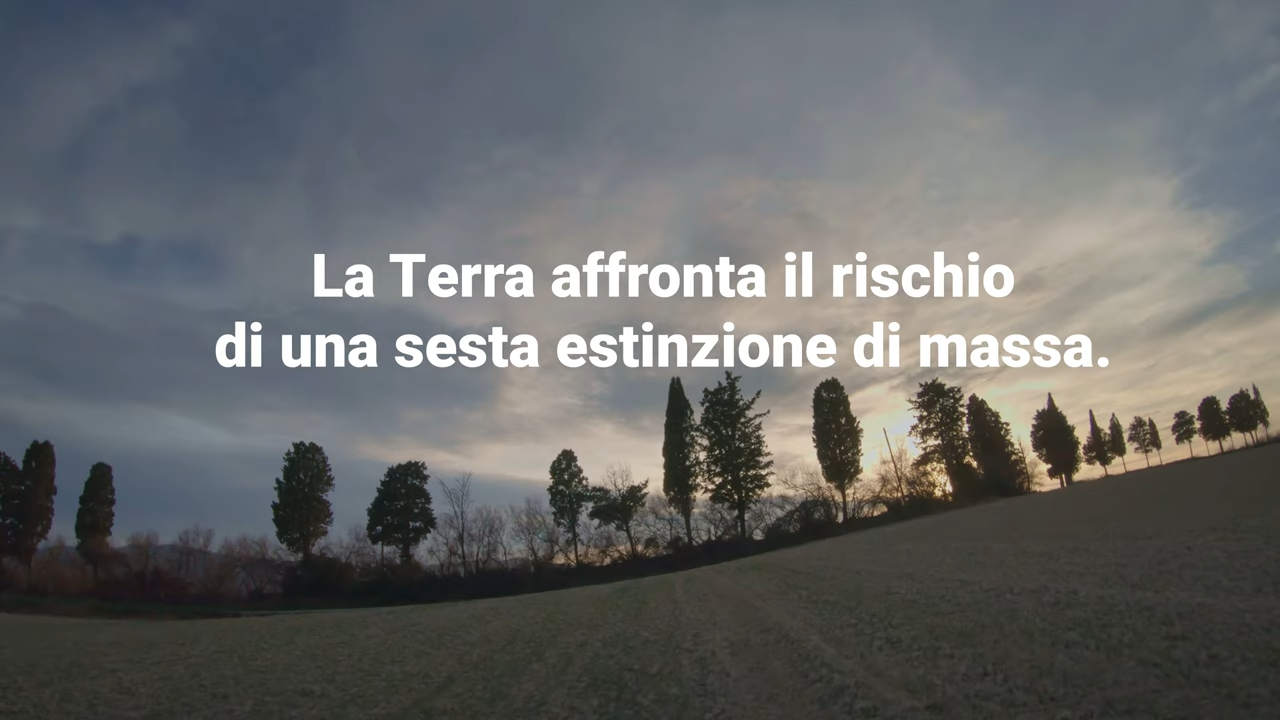 La Terra affronta il rischio
di una sesta estinzione di massa.